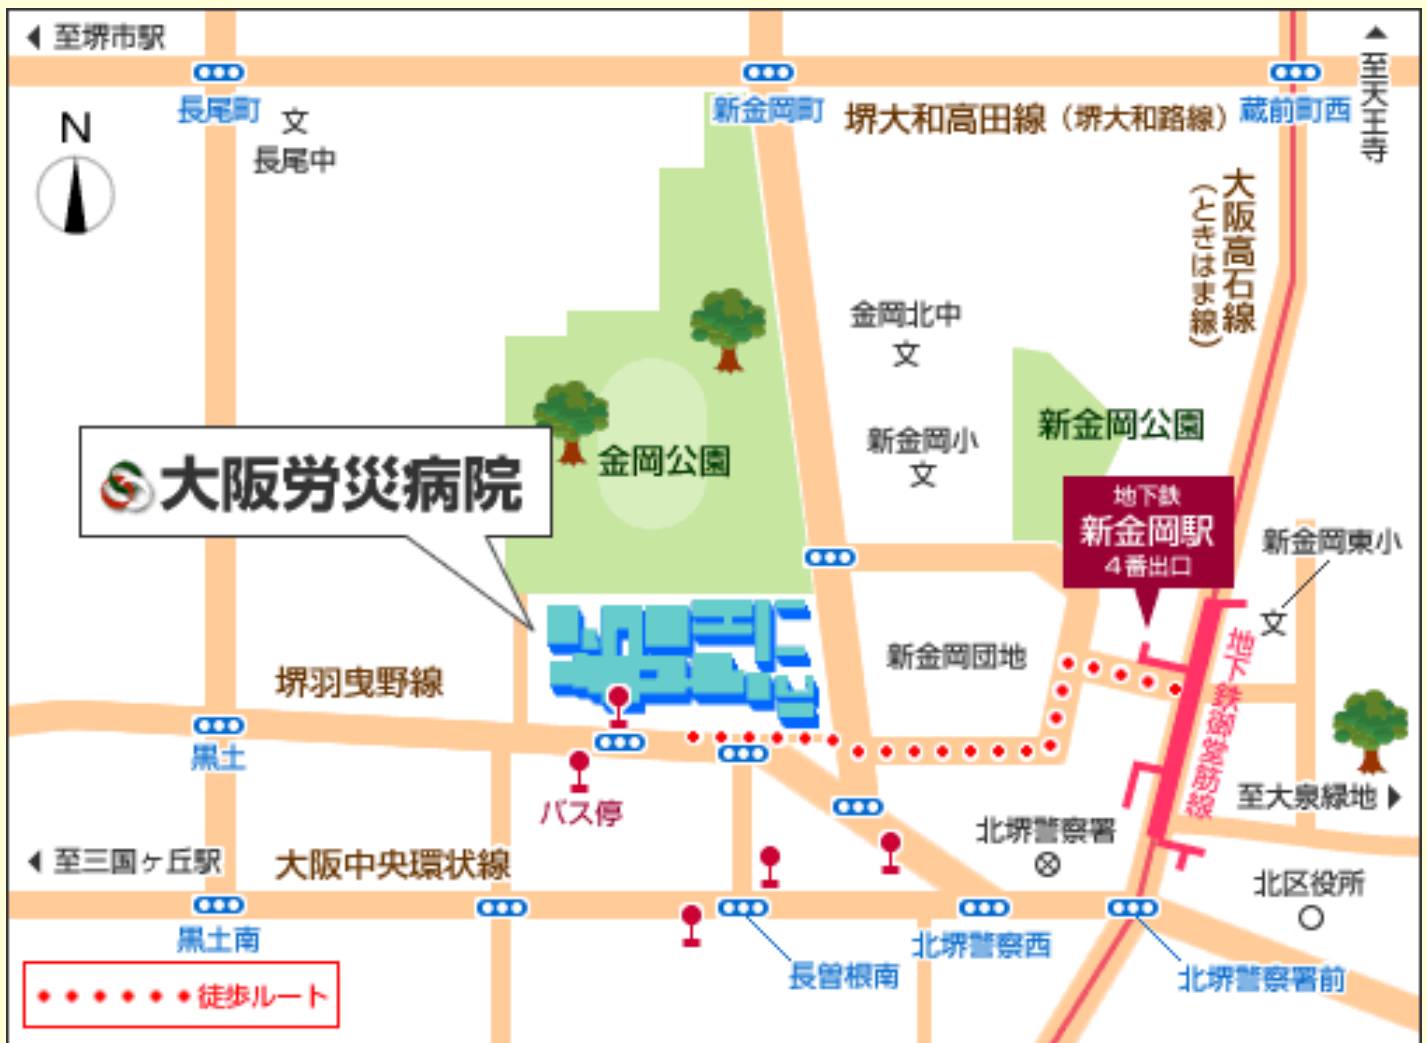 至堺市駅
至天王寺
長尾町
新金岡町
蔵前町西
堺大和高田線（堺大和路線）
N
文
長尾中
大阪高石線
（ときはま線）
金岡北中
文
新金岡公園
新金岡小
文
金岡公園
大阪労災病院
地下鉄
新金岡駅
4番出口
新金岡東小
文
新金岡団地
地下鉄御堂筋線
堺羽曳野線
黒土
バス停
至大泉緑地
北堺警察署
至三国ヶ丘駅
大阪中央環状線
北区役所
黒土南
北堺警察西
長曽根南
北堺警察署前
徒歩ルート